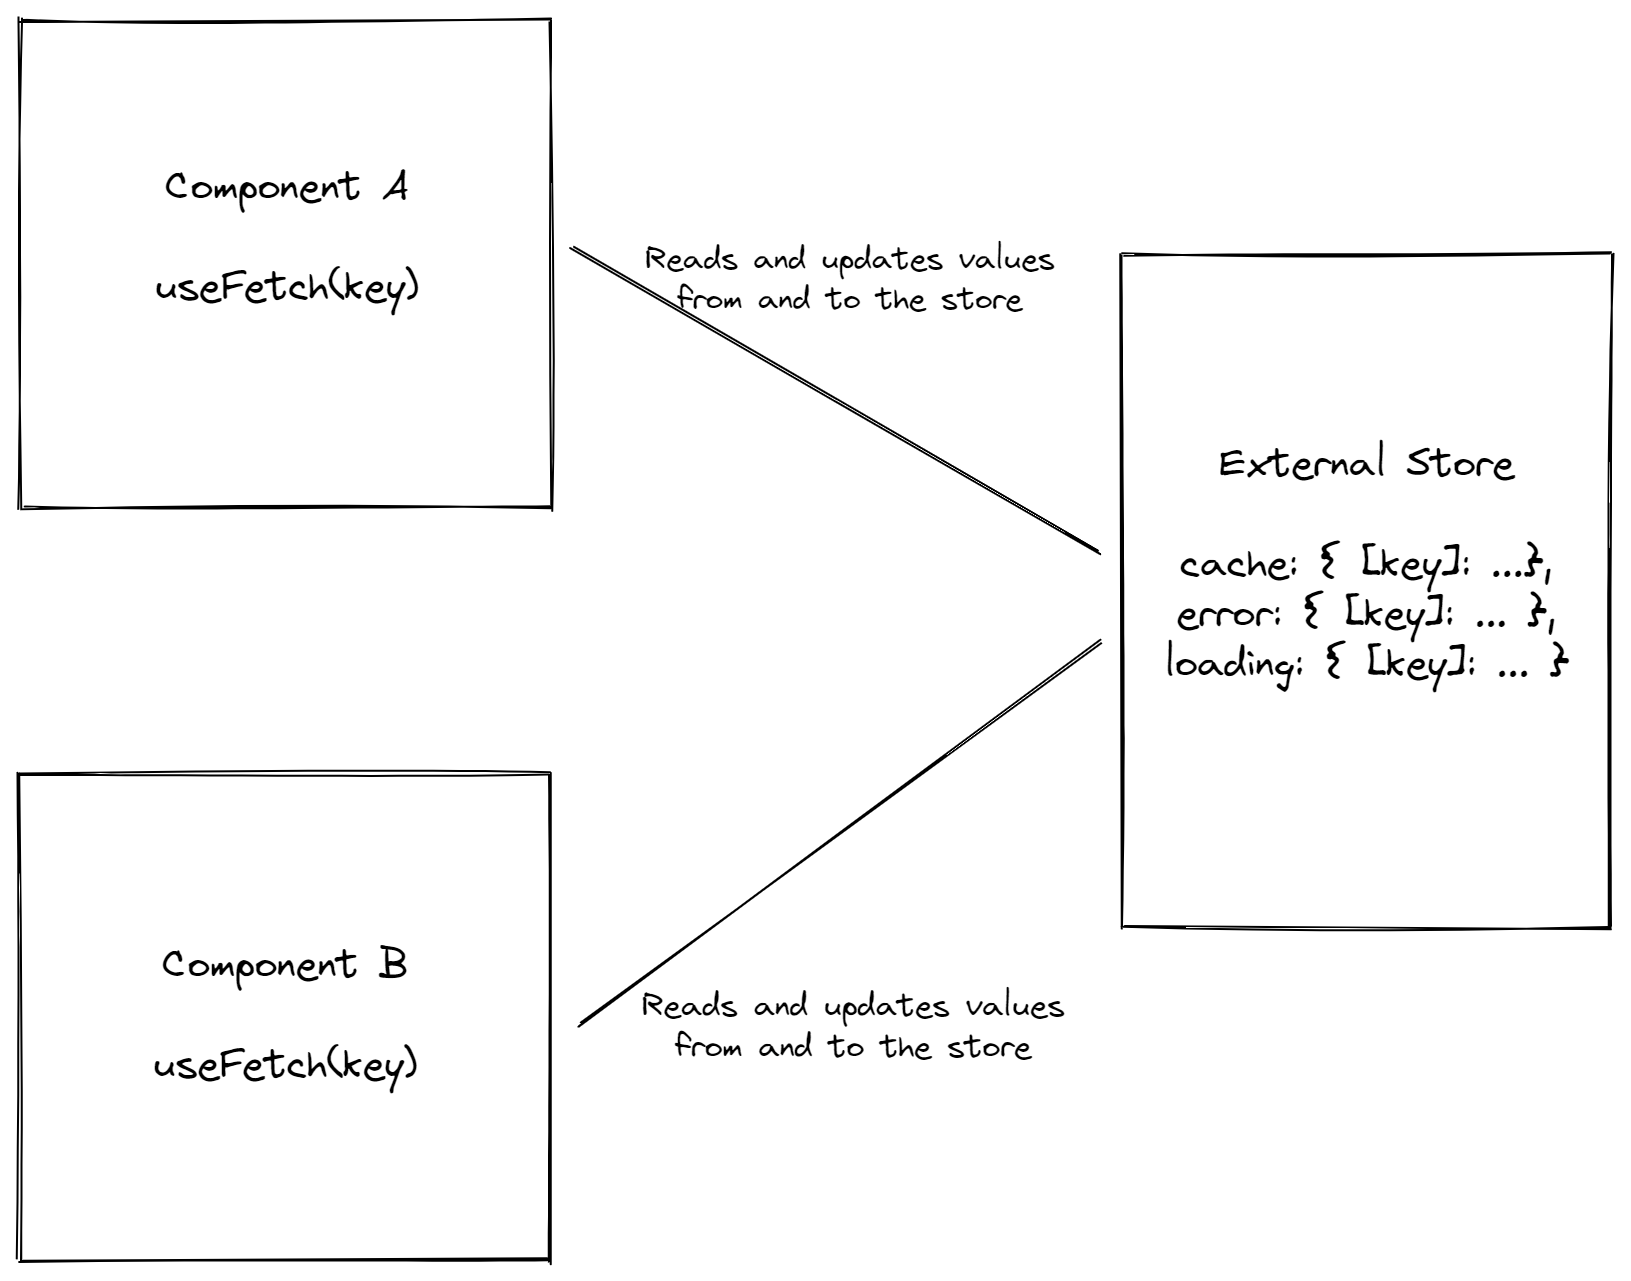 Component A
useFetch(key)
Reads and updates values
from and to the store
External Store
cache: { [key]: ...},
error: { [key]: ... },
loading: { [key]: ... }
Component B
useFetch(key)
Reads and updates values
from and to the store